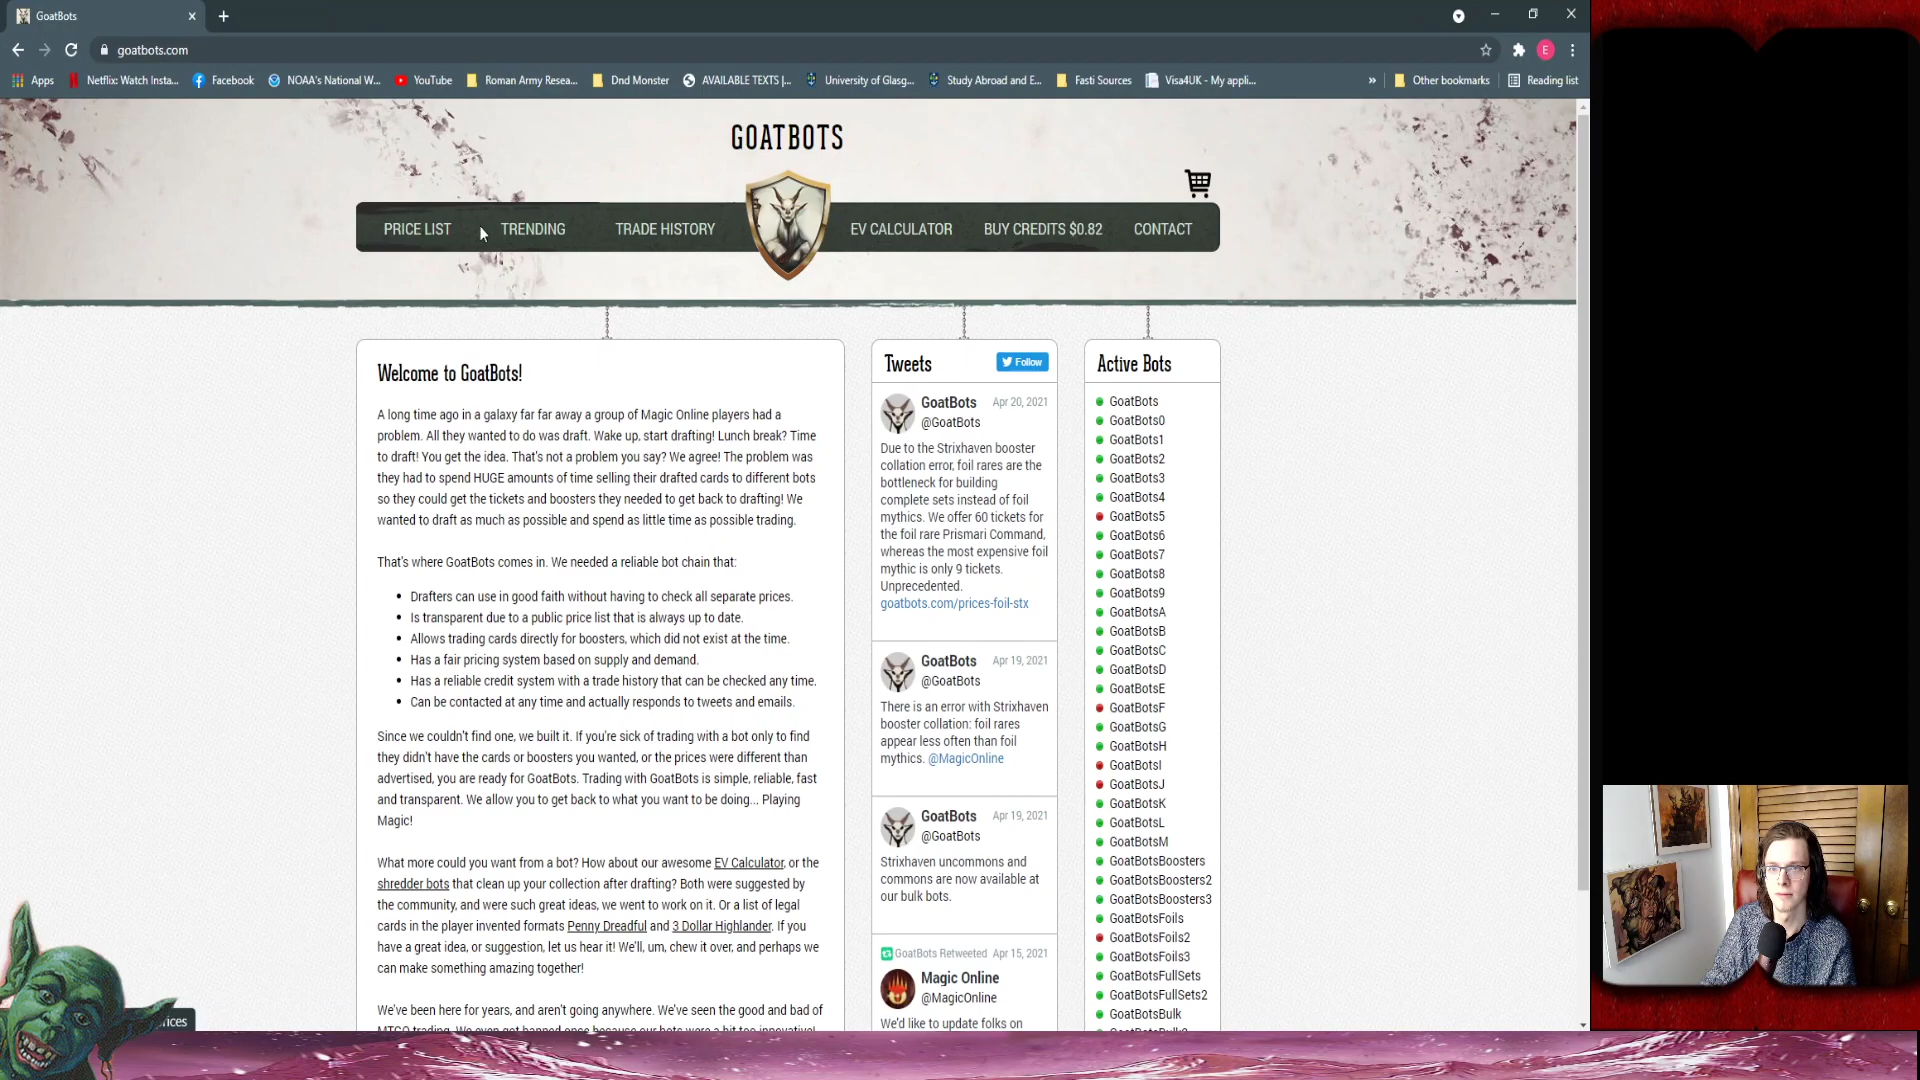 GoatBots
goatbots.com
Apps
Netflix: Watch Insta...
Facebook
NOAA's National W...
YouTube
Roman Army Resea...
Dnd Monster
AVAILABLE TEXTS |...
University of Glasg...
Study Abroad and E...
Fasti Sources
Visa4UK - My appli...
»
Other bookmarks
Reading list
E
GOATBOTS
PRICE LIST
TRENDING
TRADE HISTORY
EV CALCULATOR
BUY CREDITS $0.82
CONTACT
Welcome to GoatBots!
A long time ago in a galaxy far far away a group of Magic Online players had a
problem. All they wanted to do was draft. Wake up, start drafting! Lunch break? Time
to draft! You get the idea. That's not a problem you say? We agree! The problem was
they had to spend HUGE amounts of time selling their drafted cards to different bots
so they could get the tickets and boosters they needed to get back to drafting! We
wanted to draft as much as possible and spend as little time as possible trading.
That's where GoatBots comes in. We needed a reliable bot chain that:
• Drafters can use in good faith without having to check all separate prices.
• Is transparent due to a public price list that is always up to date.
• Allows trading cards directly for boosters, which did not exist at the time.
• Has a fair pricing system based on supply and demand.
• Has a reliable credit system with a trade history that can be checked any time.
• Can be contacted at any time and actually responds to tweets and emails.
Since we couldn't find one, we built it. If you're sick of trading with a bot only to find
they didn't have the cards or boosters you wanted, or the prices were different than
advertised, you are ready for GoatBots. Trading with GoatBots is simple, reliable, fast
and transparent. We allow you to get back to what you want to be doing... Playing
Magic!
What more could you want from a bot? How about our awesome EV Calculator, or the
shredder bots that clean up your collection after drafting? Both were suggested by
the community, and were such great ideas, we went to work on it. Or a list of legal
cards in the player invented formats Penny Dreadful and 3 Dollar Highlander. If you
have a great idea, or suggestion, let us hear it! We'll, um, chew it over, and perhaps we
can make something amazing together!
We've been here for years, and aren't going anywhere. We've seen the good and bad of
MTGO trading. We even got banned once because our bots were a bit too innovative!
Tweets
Follow
GoatBots
Apr 20, 2021
@GoatBots
Due to the Strixhaven booster
collation error, foil rares are the
bottleneck for building
complete sets instead of foil
mythics. We offer 60 tickets for
the foil rare Prismari Command,
whereas the most expensive foil
mythic is only 9 tickets.
Unprecedented.
goatbots.com/prices-foil-stx
GoatBots
Apr 19, 2021
@GoatBots
There is an error with Strixhaven
booster collation: foil rares
appear less often than foil
mythics. @MagicOnline
GoatBots
Apr 19, 2021
@GoatBots
Strixhaven uncommons and
commons are now available at
our bulk bots.
GoatBots Retweeted
Apr 15, 2021
Magic Online
@MagicOnline
We'd like to update folks on
Active Bots
GoatBots
GoatBots0
GoatBots1
GoatBots2
GoatBots3
GoatBots4
GoatBots5
GoatBots6
GoatBots7
GoatBots8
GoatBots9
GoatBotsA
GoatBotsB
GoatBotsC
GoatBotsD
GoatBotsE
GoatBotsF
GoatBotsG
GoatBotsH
GoatBotsI
GoatBotsJ
GoatBotsK
GoatBotsL
GoatBotsM
GoatBotsBoosters
GoatBotsBoosters2
GoatBotsBoosters3
GoatBotsFoils
GoatBotsFoils2
GoatBotsFoils3
GoatBotsFullSets
GoatBotsFullSets2
GoatBotsBulk